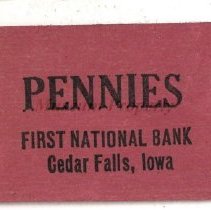 PENNIES
FIRST NATIONAL BANK
Cedar Falls, Iowa